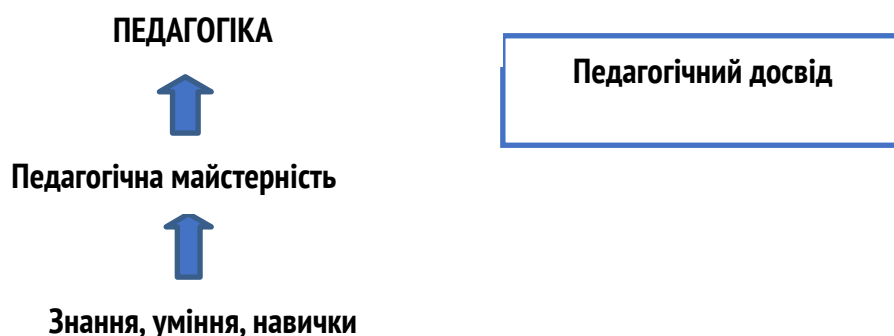 ПЕДАГОГІКА
Педагогічний досвід
Педагогічна майстерність
Знання, уміння, навички